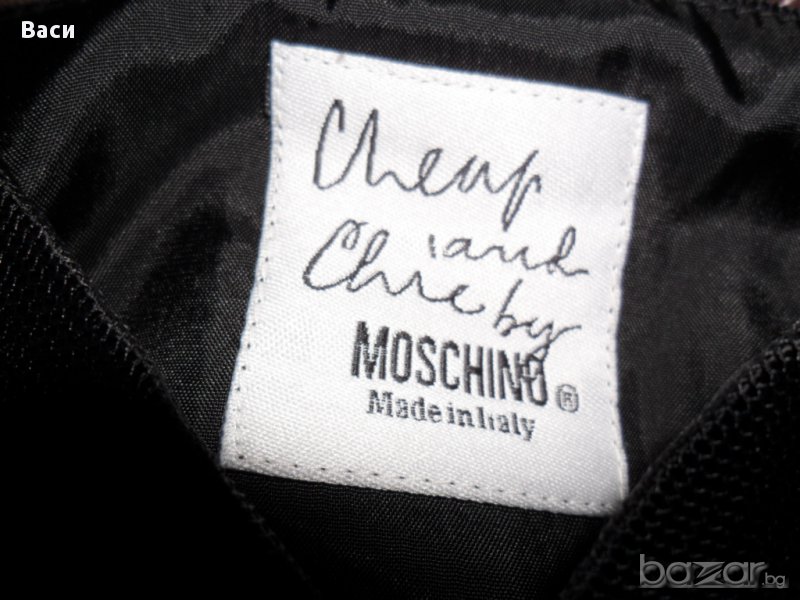 Васи
Cheap
and
Chic by
MOSCHINO ®
Made in Italy
bazar.bg